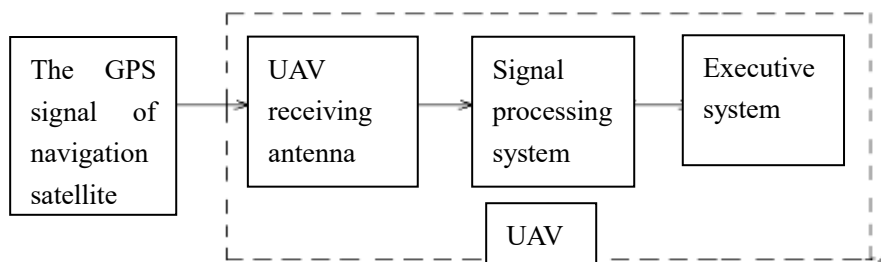 The GPS
signal of
navigation
satellite
UAV
receiving
antenna
Signal
processing
system
Executive
system
UAV